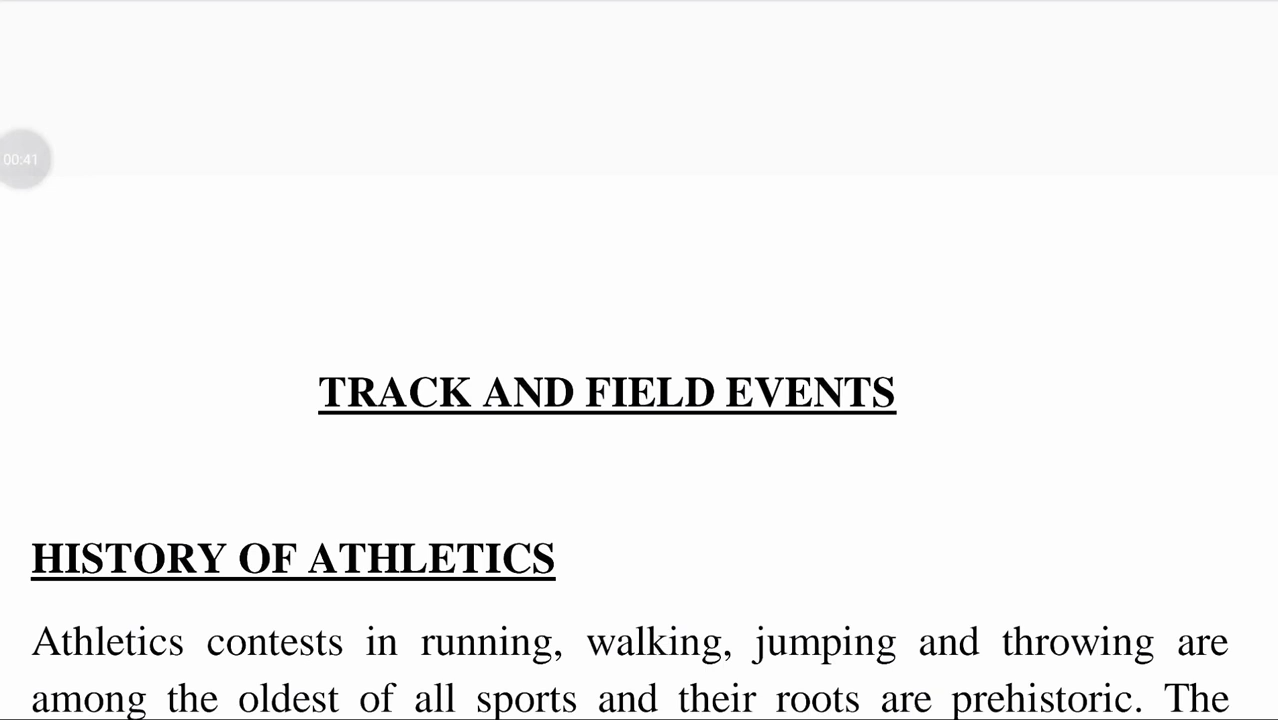 00:41
TRACK AND FIELD EVENTS
HISTORY OF ATHLETICS
Athletics contests in running, walking, jumping and throwing are
among the oldest of all sports and their roots are prehistoric. The